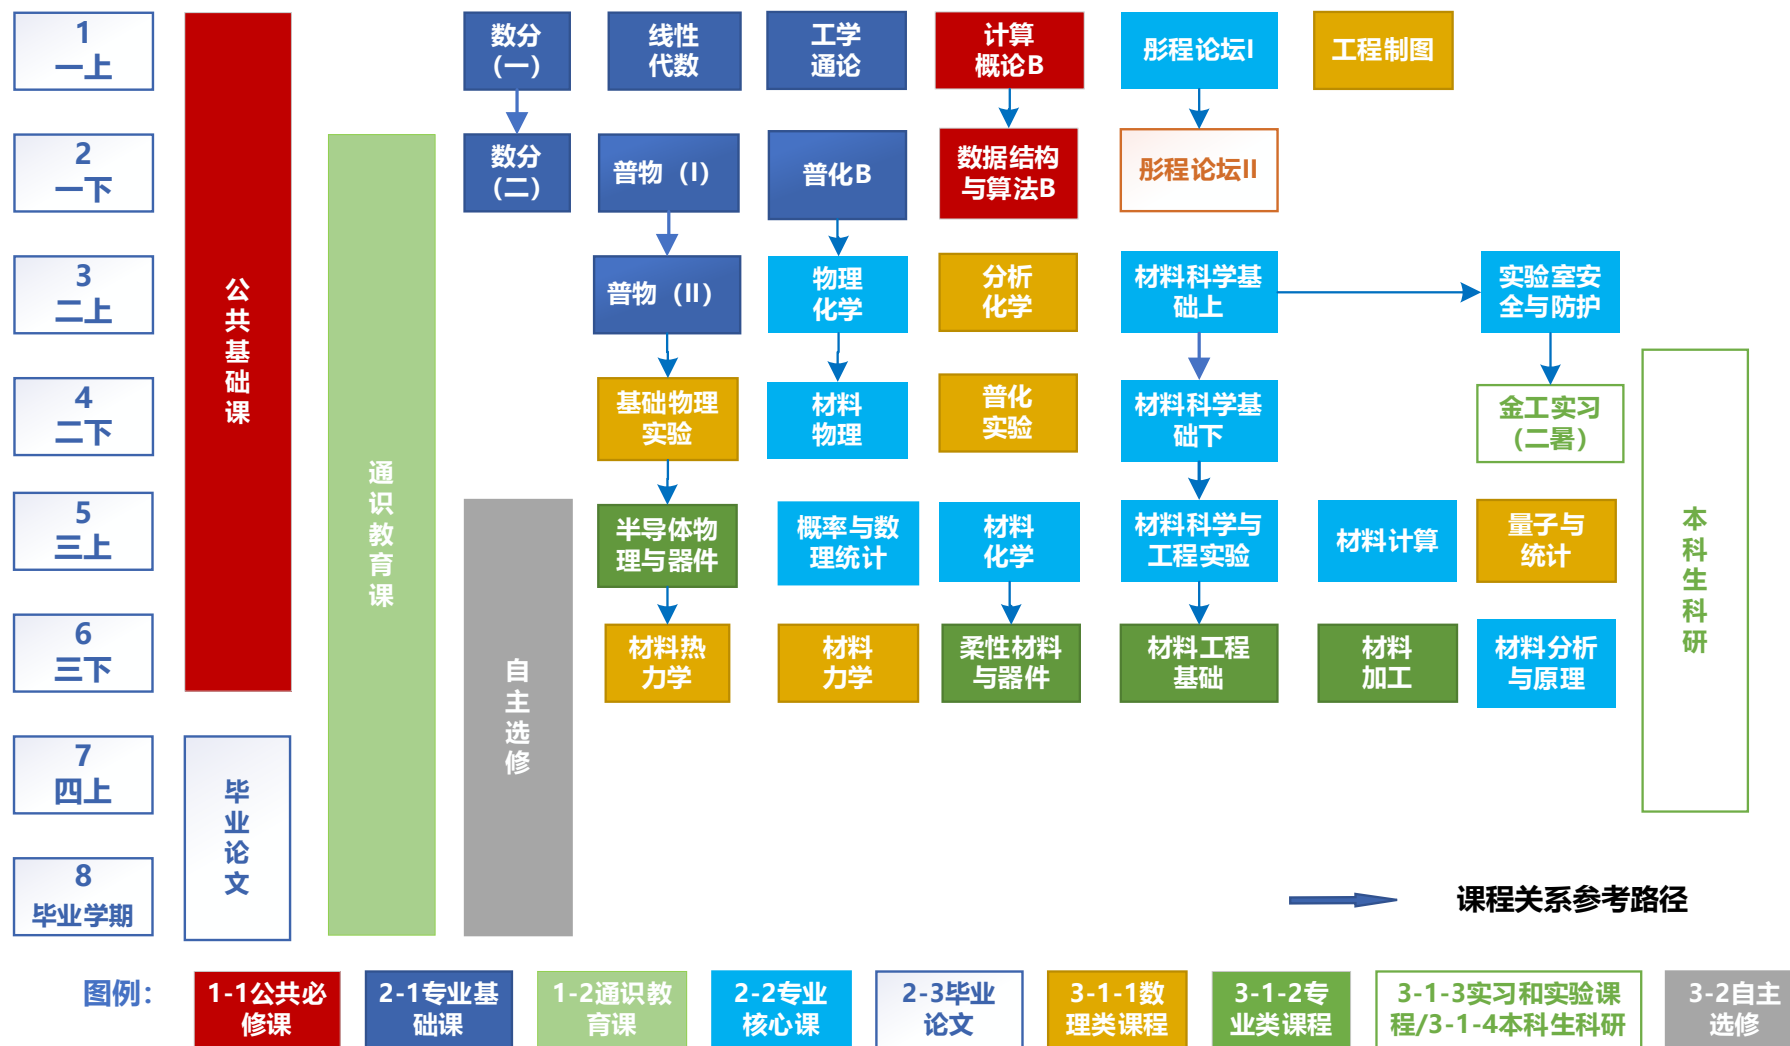 1
一上
数分
（一）
线性
代数
工学
通论
计算
概论B
彤程论坛I
工程制图
2
一下
数分
（二）
普物（I）
普化B
数据结构
与算法B
彤程论坛II
3
二上
普物（II）
物理
化学
分析
化学
材料科学基
础上
实验室安
全与防护
4
二下
基础物理
实验
材料
物理
普化
实验
材料科学基
础下
金工实习
（二暑）
5
三上
半导体物
理与器件
概率与数
理统计
材料
化学
材料科学与
工程实验
材料计算
量子与
统计
6
三下
材料热
力学
材料
力学
柔性材料
与器件
材料工程
基础
材料
加工
材料分析
与原理
7
四上
8
毕业学期
公共基础课
毕业论文
通识教育课
自主选修
本科生科研
课程关系参考路径
图例：
1-1公共必
修课
2-1专业基
础课
1-2通识教
育课
2-2专业
核心课
2-3毕业
论文
3-1-1数
理类课程
3-1-2专
业类课程
3-1-3实习和实验课
程/3-1-4本科生科研
3-2自主
选修